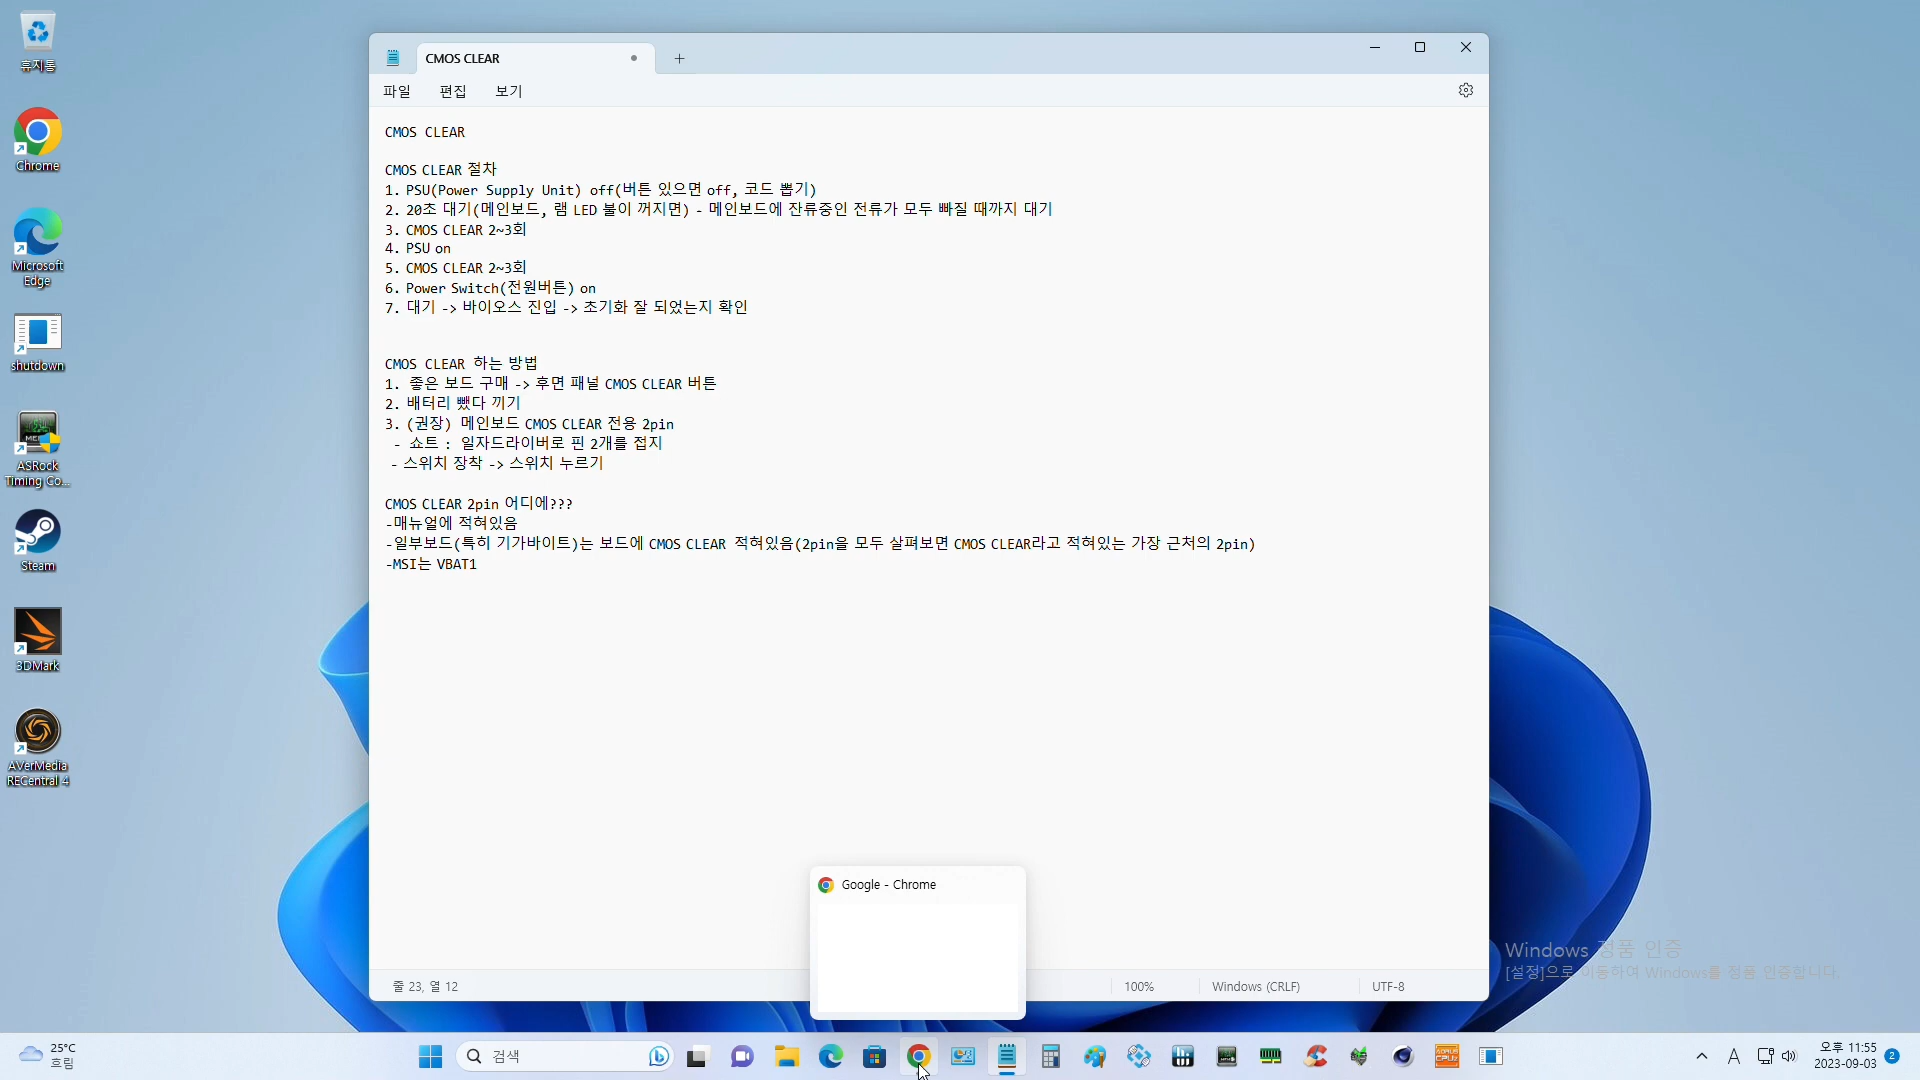 휴지통
Chrome
Microsoft
Edge
shutdown
ASRock
Timing Co...
Steam
3DMark
AVerMedia
RECentral 4
CMOS CLEAR
파일 편집 보기
CMOS CLEAR
CMOS CLEAR 절차
1. PSU(Power Supply Unit) off(버튼 있으면 off, 코드 뽑기)
2. 20초 대기(메인보드, 램 LED 불이 꺼지면) - 메인보드에 잔류중인 전류가 모두 빠질 때까지 대기
3. CMOS CLEAR 2~3회
4. PSU on
5. CMOS CLEAR 2~3회
6. Power Switch(전원버튼) on
7. 대기 -> 바이오스 진입 -> 초기화 잘 되었는지 확인
CMOS CLEAR 하는 방법
1. 좋은 보드 구매 -> 후면 패널 CMOS CLEAR 버튼
2. 배터리 뺐다 끼기
3. (권장) 메인보드 CMOS CLEAR 전용 2pin
- 쇼트 : 일자드라이버로 핀 2개를 접지
- 스위치 장착 -> 스위치 누르기
CMOS CLEAR 2pin 어디에???
-매뉴얼에 적혀있음
-일부보드(특히 기가바이트)는 보드에 CMOS CLEAR 적혀있음(2pin을 모두 살펴보면 CMOS CLEAR라고 적혀있는 가장 근처의 2pin)
-MSI는 VBAT1
Google - Chrome
줄 23, 열 12
100%
Windows (CRLF)
UTF-8
Windows 정품 인증
[설정]으로 이동하여 Windows를 정품 인증합니다.
25°C
흐림
검색
A
오후 11:55
2023-09-03
2